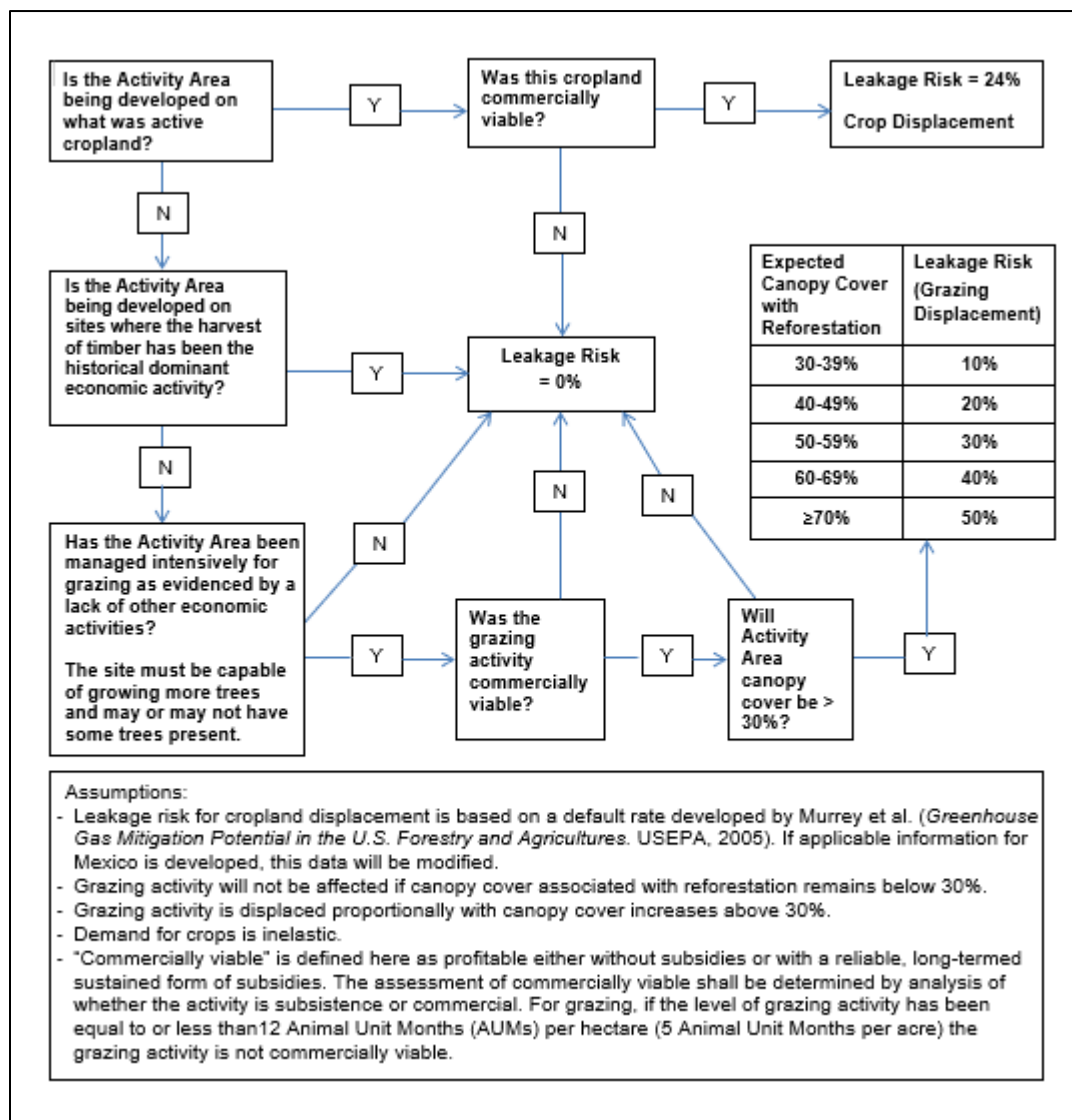 Is the Activity Area
being developed on
what was active
cropland?
Y
Was this cropland
commercially
viable?
Y
Leakage Risk = 24%
Crop Displacement
N
N
Is the Activity Area
being developed on
sites where the harvest
of timber has been the
historical dominant
economic activity?
Y
Leakage Risk
= 0%
Expected
Canopy Cover
with
Reforestation
Leakage Risk
(Grazing
Displacement)
30-39%
10%
40-49%
20%
50-59%
30%
60-69%
40%
≥70%
50%
N
N
N
N
Has the Activity Area been
managed intensively for
grazing as evidenced by a
lack of other economic
activities?
The site must be capable
of growing more trees
and may or may not have
some trees present.
Y
Was the
grazing
activity
commercially
viable?
Y
Will
Activity
Area
canopy
cover be >
30%?
Y
Assumptions:
- Leakage risk for cropland displacement is based on a default rate developed by Murrey et al. (Greenhouse
Gas Mitigation Potential in the U.S. Forestry and Agricultures. USEPA, 2005). If applicable information for
Mexico is developed, this data will be modified.
- Grazing activity will not be affected if canopy cover associated with reforestation remains below 30%.
- Grazing activity is displaced proportionally with canopy cover increases above 30%.
- Demand for crops is inelastic.
- “Commercially viable” is defined here as profitable either without subsidies or with a reliable, long-termed
sustained form of subsidies. The assessment of commercially viable shall be determined by analysis of
whether the activity is subsistence or commercial. For grazing, if the level of grazing activity has been
equal to or less than12 Animal Unit Months (AUMs) per hectare (5 Animal Unit Months per acre) the
grazing activity is not commercially viable.